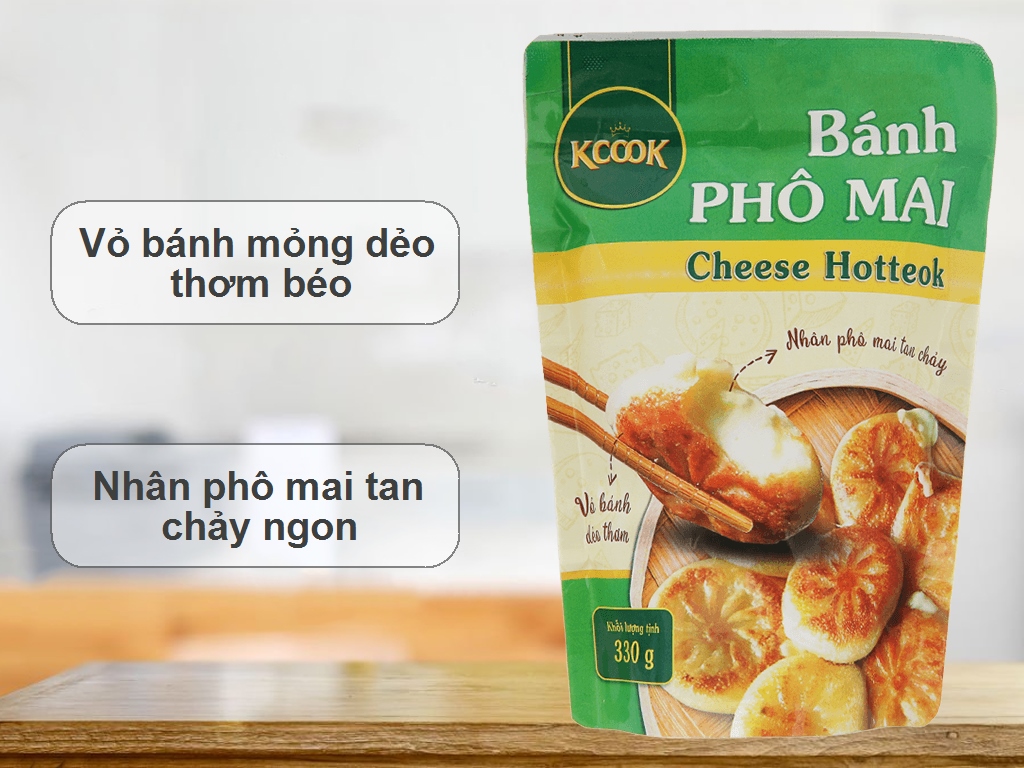 Vỏ bánh mỏng dẻo
thơm béo
Nhân phô mai tan
chảy ngon
KCOOK
Bánh
PHÔ MAI
Cheese Hotteok
Nhân phô mai tan chảy
Vỏ bánh
dẻo thơm
Khối lượng tịnh
330 g